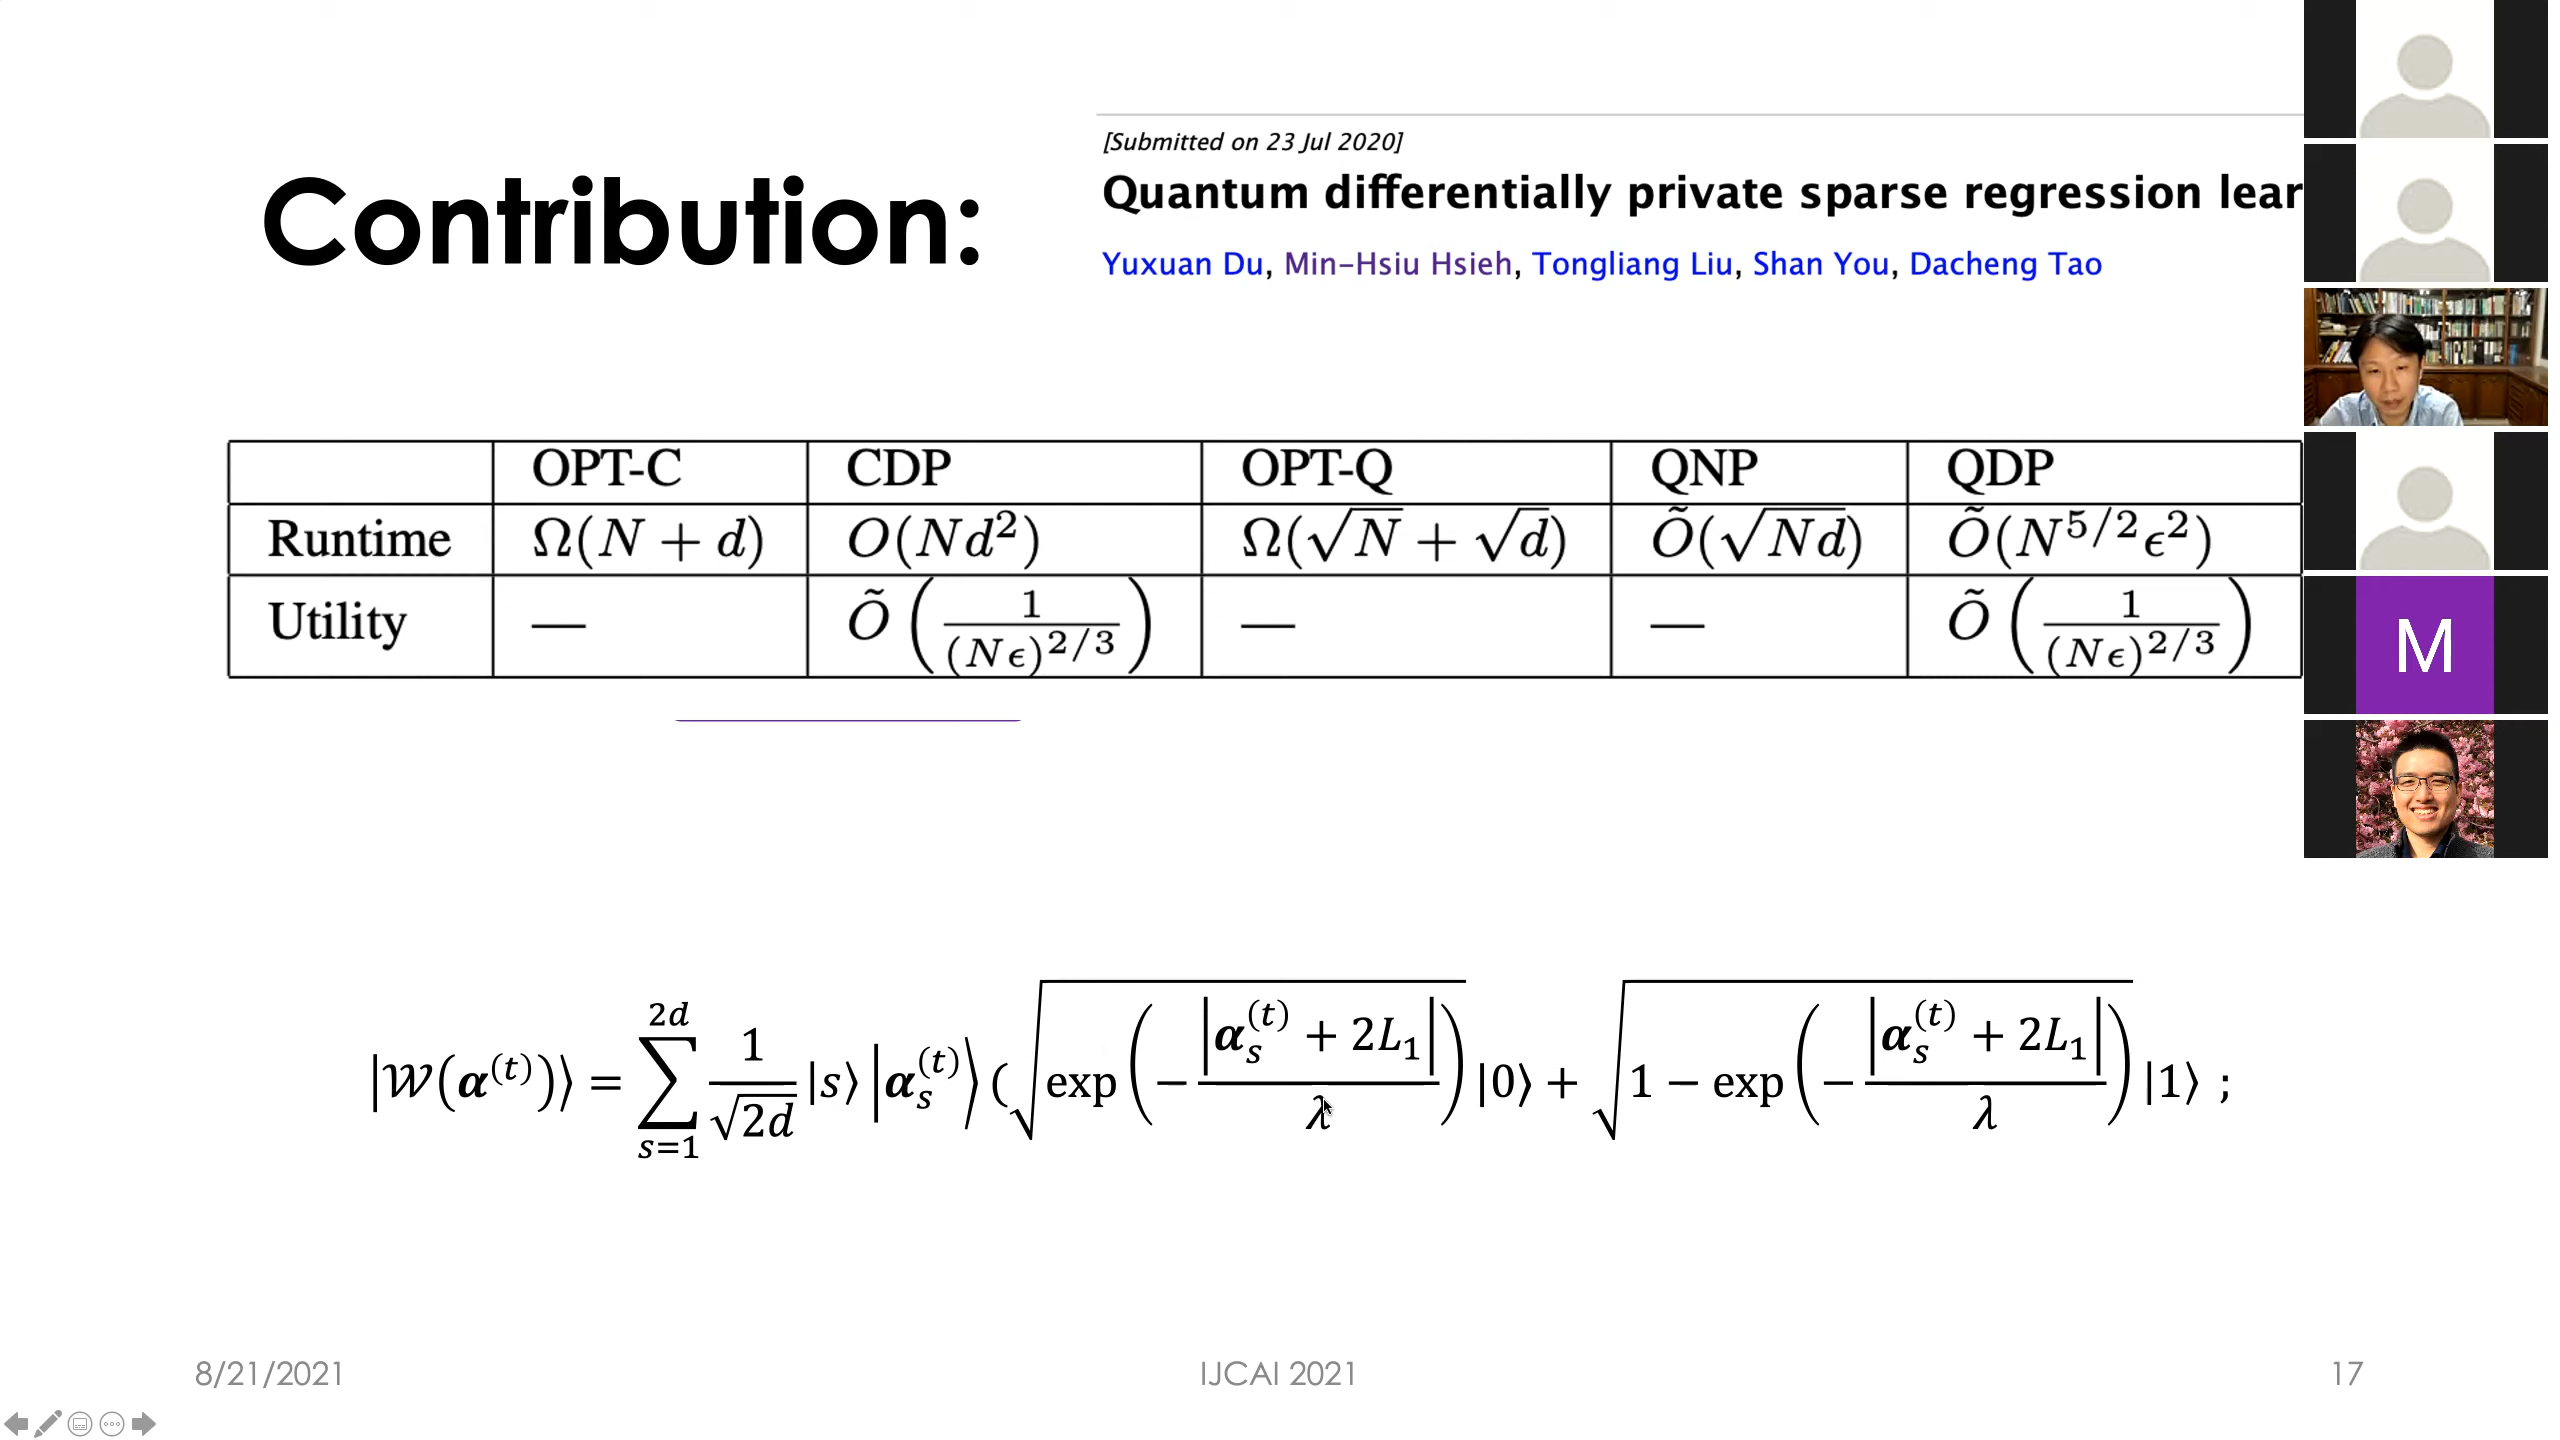 [Submitted on 23 Jul 2020]
Contribution:
Quantum differentially private sparse regression lear
Yuxuan Du, Min-Hsiu Hsieh, Tongliang Liu, Shan You, Dacheng Tao
OPT-C CDP OPT-Q QNP QDP
Runtime Ω(N + d) O(Nd²) Ω(√N + √d) Õ(√Nd) Õ(N^{5/2}ϵ²)
Utility — Õ(1/(Nϵ)^{2/3}) — — Õ(1/(Nϵ)^{2/3})
M
|𝒲(α^{(t)})⟩ = ∑_{s=1}^{2d} 1/√2d |s⟩ |α_s^{(t)}⟩ (√exp(−|α_s^{(t)} + 2L₁|/λ) |0⟩ + √1 − exp(−|α_s^{(t)} + 2L₁|/λ) |1⟩ ;
8/21/2021 IJCAI 2021 17